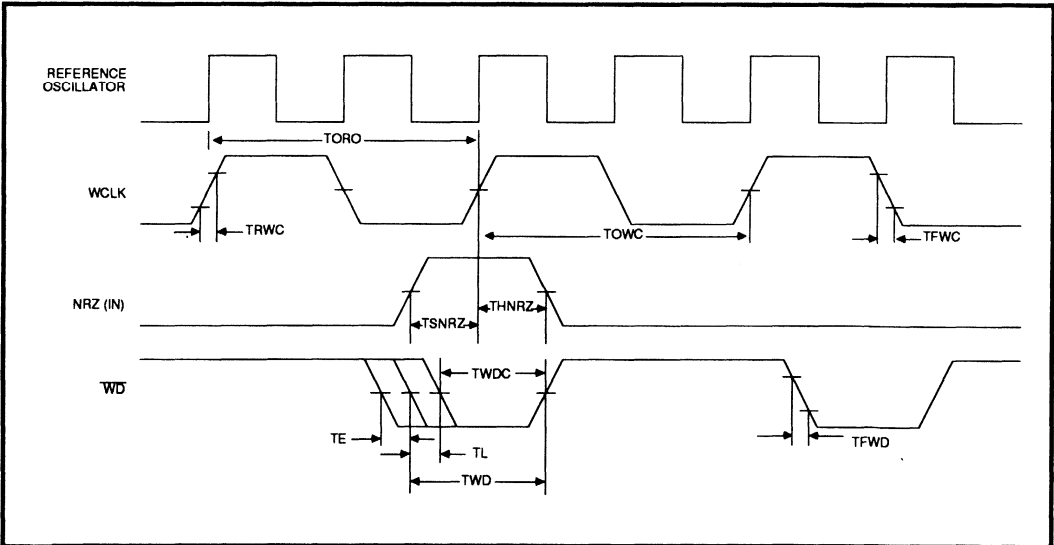 REFERENCE
OSCILLATOR
TORO
WCLK
TRWC
TOWC
TFWC
NRZ (IN)
TSNRZ
THNRZ
WD
TWDC
TE
TL
TFWD
TWD